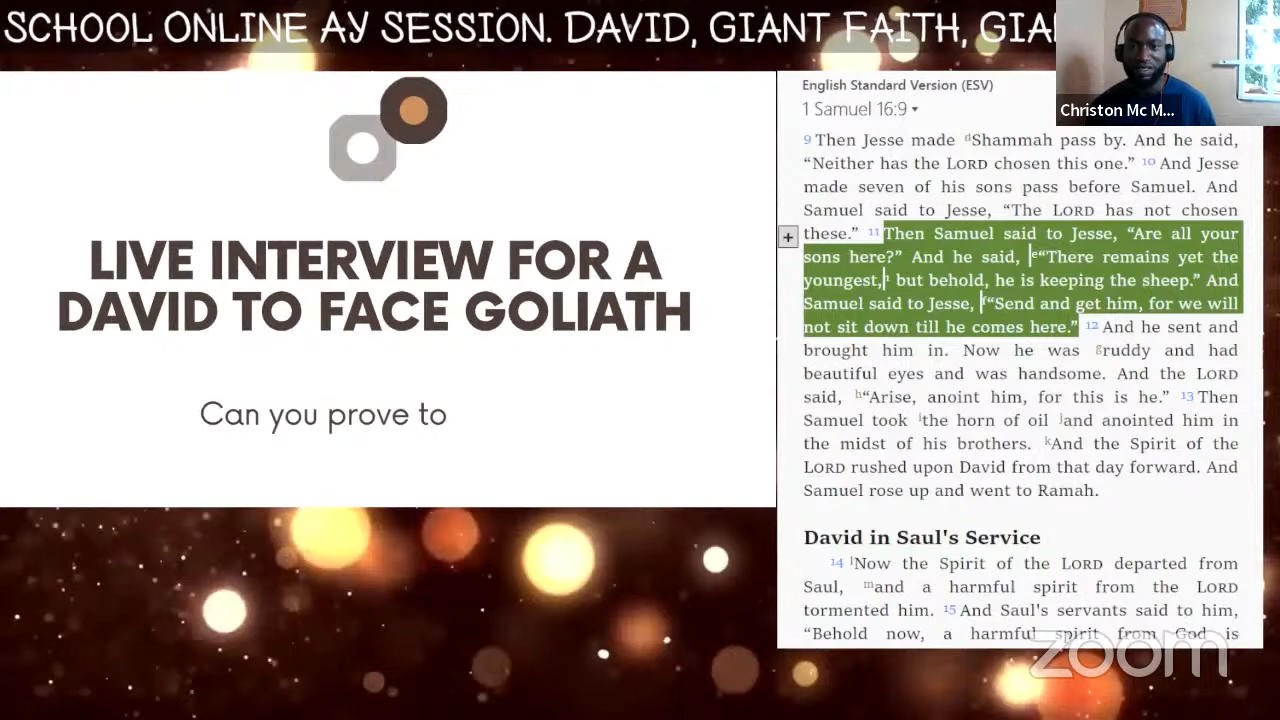 SCHOOL ONLINE AY SESSION. DAVID, GIANT FAITH, GIA
Christon Mc M...
LIVE INTERVIEW FOR A
DAVID TO FACE GOLIATH
Can you prove to
English Standard Version (ESV)
1 Samuel 16:9
9 Then Jesse made dShammah pass by. And he said,
“Neither has the LORD chosen this one.” 10 And Jesse
made seven of his sons pass before Samuel. And
Samuel said to Jesse, “The LORD has not chosen
these.” 11 Then Samuel said to Jesse, “Are all your
sons here?” And he said, e“There remains yet the
youngest,1 but behold, he is keeping the sheep.” And
Samuel said to Jesse, f“Send and get him, for we will
not sit down till he comes here.” 12 And he sent and
brought him in. Now he was gruddy and had
beautiful eyes and was handsome. And the LORD
said, h“Arise, anoint him, for this is he.” 13 Then
Samuel took ithe horn of oil jand anointed him in
the midst of his brothers. kAnd the Spirit of the
LORD rushed upon David from that day forward. And
Samuel rose up and went to Ramah.
David in Saul's Service
14 lNow the Spirit of the LORD departed from
Saul, mand a harmful spirit from the LORD
tormented him. 15 And Saul's servants said to him,
“Behold now, a harmful spirit from God is
zoom